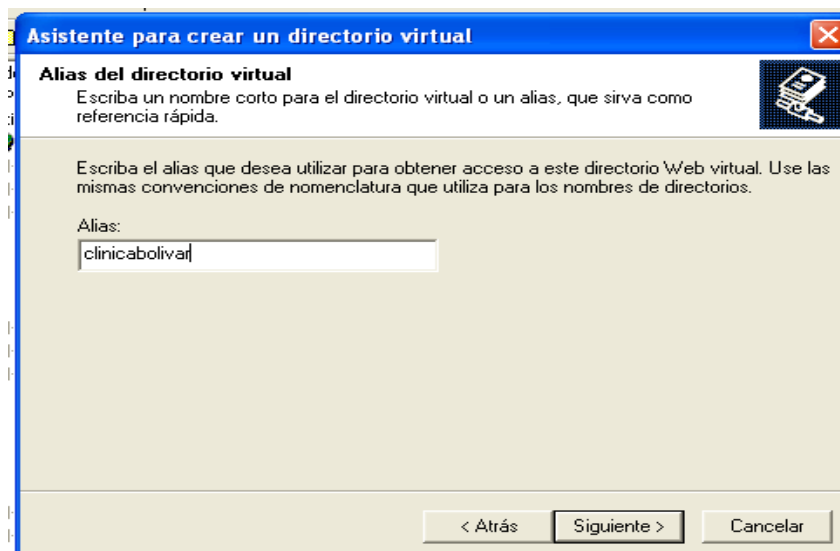 Asistente para crear un directorio virtual
Alias del directorio virtual
Escriba un nombre corto para el directorio virtual o un alias, que sirva como
referencia rápida.
Escriba el alias que desea utilizar para obtener acceso a este directorio Web virtual. Use las
mismas convenciones de nomenclatura que utiliza para los nombres de directorios.
Alias:
clinicabolivar
< Atrás
Siguiente >
Cancelar